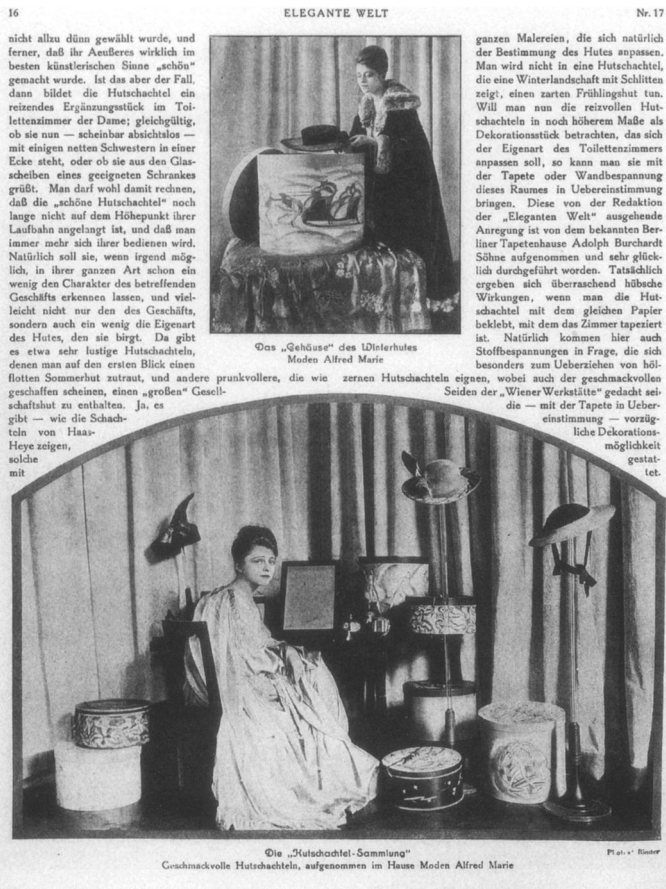 16
ELEGANTE WELT
Nr. 17
nicht allzu dünn gewählt wurde, und
ferner, daß ihr Aeußeres wirklich im
besten künstlerischen Sinne „schön“
gemacht wurde. Ist das aber der Fall,
dann bildet die Hutschachtel ein
reizendes Ergänzungsstück im Toi-
lettenzimmer der Dame; gleichgültig,
ob sie nun — scheinbar absichtslos —
mit einigen netten Schwestern in einer
Ecke steht, oder ob sie aus den Glas-
scheiben eines geeigneten Schrankes
grüßt. Man darf wohl damit rechnen,
daß die „schöne Hutschachtel“ noch
lange nicht auf dem Höhepunkt ihrer
Laufbahn angelangt ist, und daß man
immer mehr sich ihrer bedienen wird.
Natürlich soll sie, wenn irgend mög-
lich, in ihrer ganzen Art schon ein
wenig den Charakter des betreffenden
Geschäfts erkennen lassen, und viel-
leicht nicht nur den des Geschäfts,
sondern auch ein wenig die Eigenart
des Hutes, den sie birgt. Da gibt
es etwa sehr lustige Hutschachteln,
denen man auf den ersten Blick einen
flotten Sommerhut zutraut, und andere prunkvollere, die wie
geschaffen scheinen, einen „großen“ Gesell-
schaftshut zu enthalten. Ja, es
gibt — wie die Schach-
teln von Haas-
Heye zeigen,
solche
mit
Das „Gehäuse“ des Winterhutes
Moden Alfred Marie
ganzen Malereien, die sich natürlich
der Bestimmung des Hutes anpassen.
Man wird nicht in eine Hutschachtel,
die eine Winterlandschaft mit Schlitten
zeigt, einen zarten Frühlingshut tun.
Will man nun die reizvollen Hut-
schachteln in noch höherem Maße als
Dekorationsstück betrachten, das sich
der Eigenart des Toilettenzimmers
anpassen soll, so kann man sie mit
der Tapete oder Wandbespannung
dieses Raumes in Uebereinstimmung
bringen. Diese von der Redaktion
der „Eleganten Welt“ ausgehende
Anregung ist von dem bekannten Ber-
liner Tapetenhause Adolph Burchardt
Söhne aufgenommen und sehr glück-
lich durchgeführt worden. Tatsächlich
ergeben sich überraschend hübsche
Wirkungen, wenn man die Hut-
schachtel mit dem gleichen Papier
beklebt, mit dem das Zimmer tapeziert
ist. Natürlich kommen hier auch
Stoffbespannungen in Frage, die sich
besonders zum Ueberziehen von höl-
zernen Hutschachteln eignen, wobei auch der geschmackvollen
Seiden der „Wiener Werkstätte“ gedacht sei,
die — mit der Tapete in Ueber-
einstimmung — vorzüg-
liche Dekorations-
möglichkeit
gestat-
tet.
Die „Hutschachtel-Sammlung“
Geschmackvolle Hutschachteln, aufgenommen im Hause Moden Alfred Marie
Binder